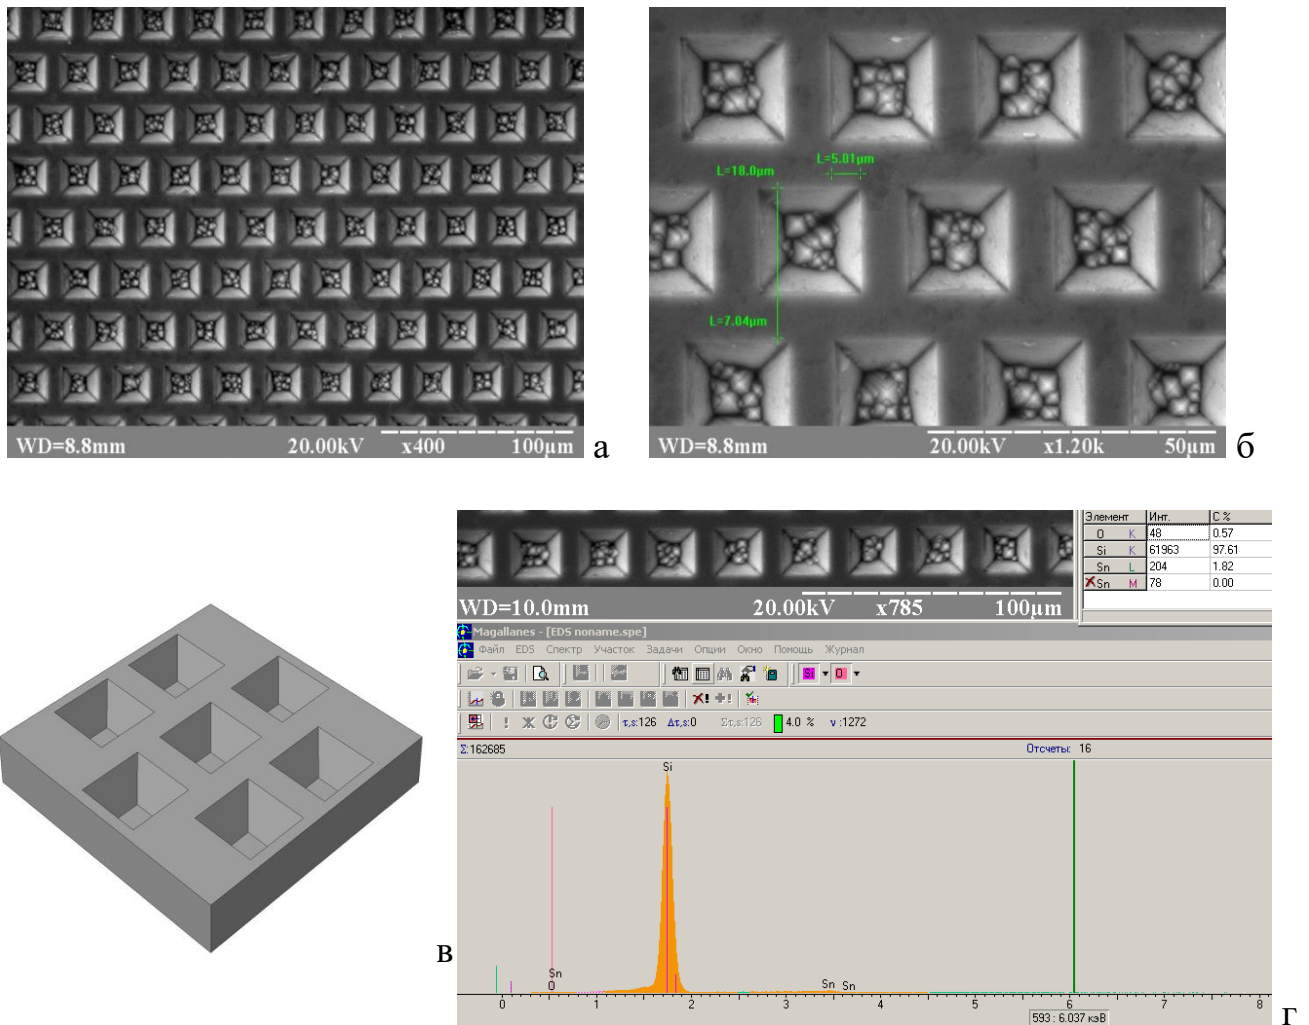 WD=8.8mm 20.00kV x400 100µm а
L=5.01µm
L=18.0µm
L=7.04µm
WD=8.8mm 20.00kV x1.20k 50µm б
в
WD=10.0mm 20.00kV x785 100µm
Элемент Инт. C %
O K 48 0.57
Si K 61963 97.61
Sn L 204 1.82
Sn M 78 0.00
Magallanes - [EDS noname.spe]
Файл EDS Спектр Участок Задачи Опции Окно Помощь Журнал
Si O
τ,s:126 Δτ,s:0 Στ,s:126 4.0 % ν :1272
Σ:162685 Отсчеты: 16
Si
Sn
O
Sn Sn
0 1 2 3 4 5 6 7 8
593 : 6.037 кэВ
г